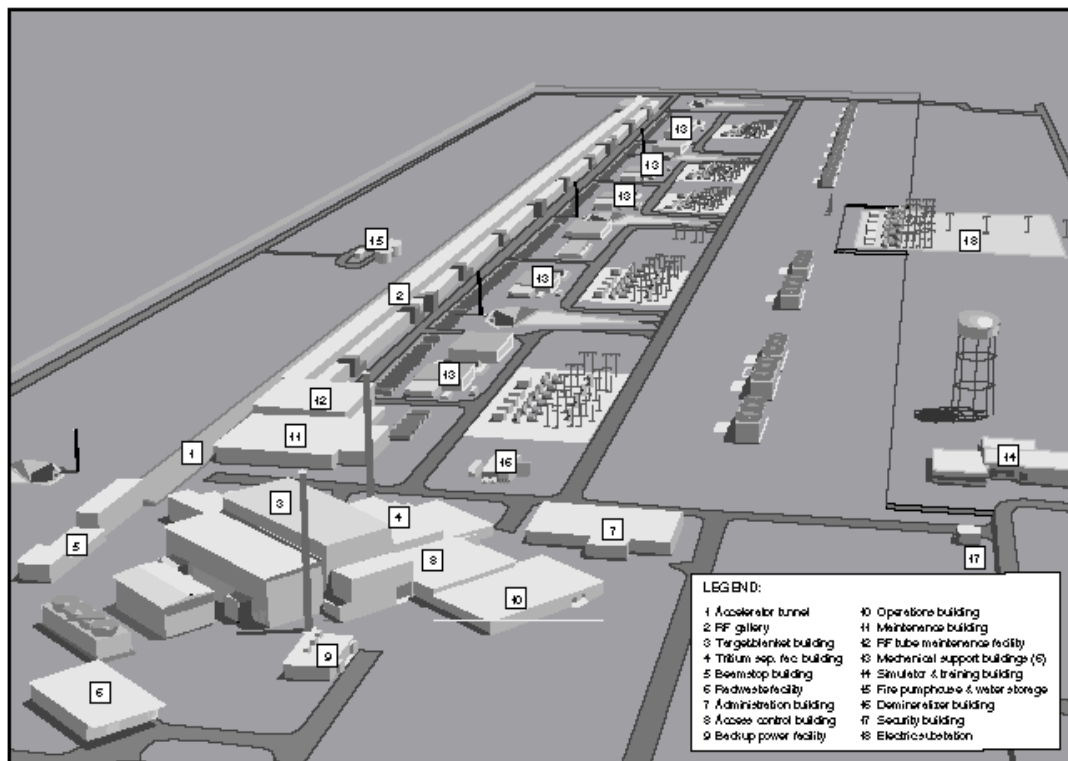 13
13
13
15
18
2
13
13
12
11
1
14
16
3
4
7
5
17
8
10
9
6
LEGEND:
1 Accelerator tunnel
2 RF gallery
3 Target/blanket building
4 Tritium sep. fac. building
5 Beamstop building
6 Radwaste facility
7 Administration building
8 Access control building
9 Backup power facility
10 Operations building
11 Maintenance building
12 RF tube maintenance facility
13 Mechanical support buildings (6)
14 Simulator & training building
15 Fire pumphouse & water storage
16 Demineralizer building
17 Security building
18 Electric substation